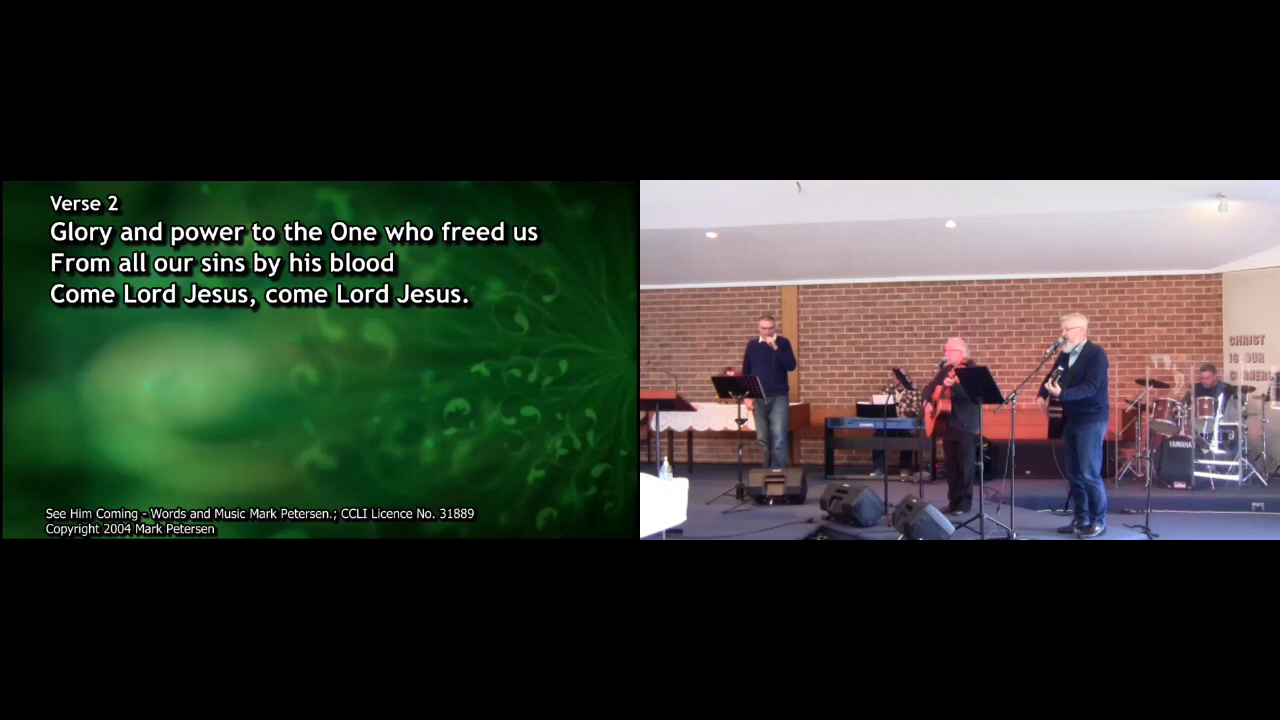 Verse 2
Glory and power to the One who freed us
From all our sins by his blood
Come Lord Jesus, come Lord Jesus.
See Him Coming - Words and Music Mark Petersen.; CCLI Licence No. 31889
Copyright 2004 Mark Petersen
CHRIST
IS OUR
YAMAHA